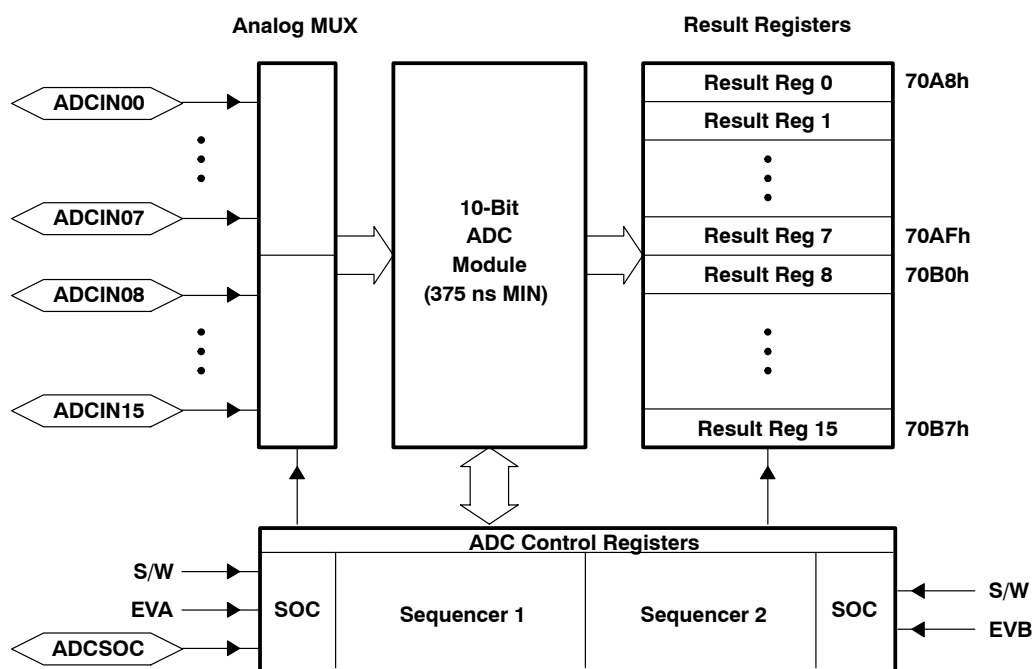 Analog MUX
Result Registers
ADCIN00
ADCIN07
ADCIN08
ADCIN15
10-Bit
ADC
Module
(375 ns MIN)
Result Reg 0
70A8h
Result Reg 1
Result Reg 7
70AFh
Result Reg 8
70B0h
Result Reg 15
70B7h
ADC Control Registers
S/W
EVA
ADCSOC
SOC
Sequencer 1
Sequencer 2
SOC
S/W
EVB